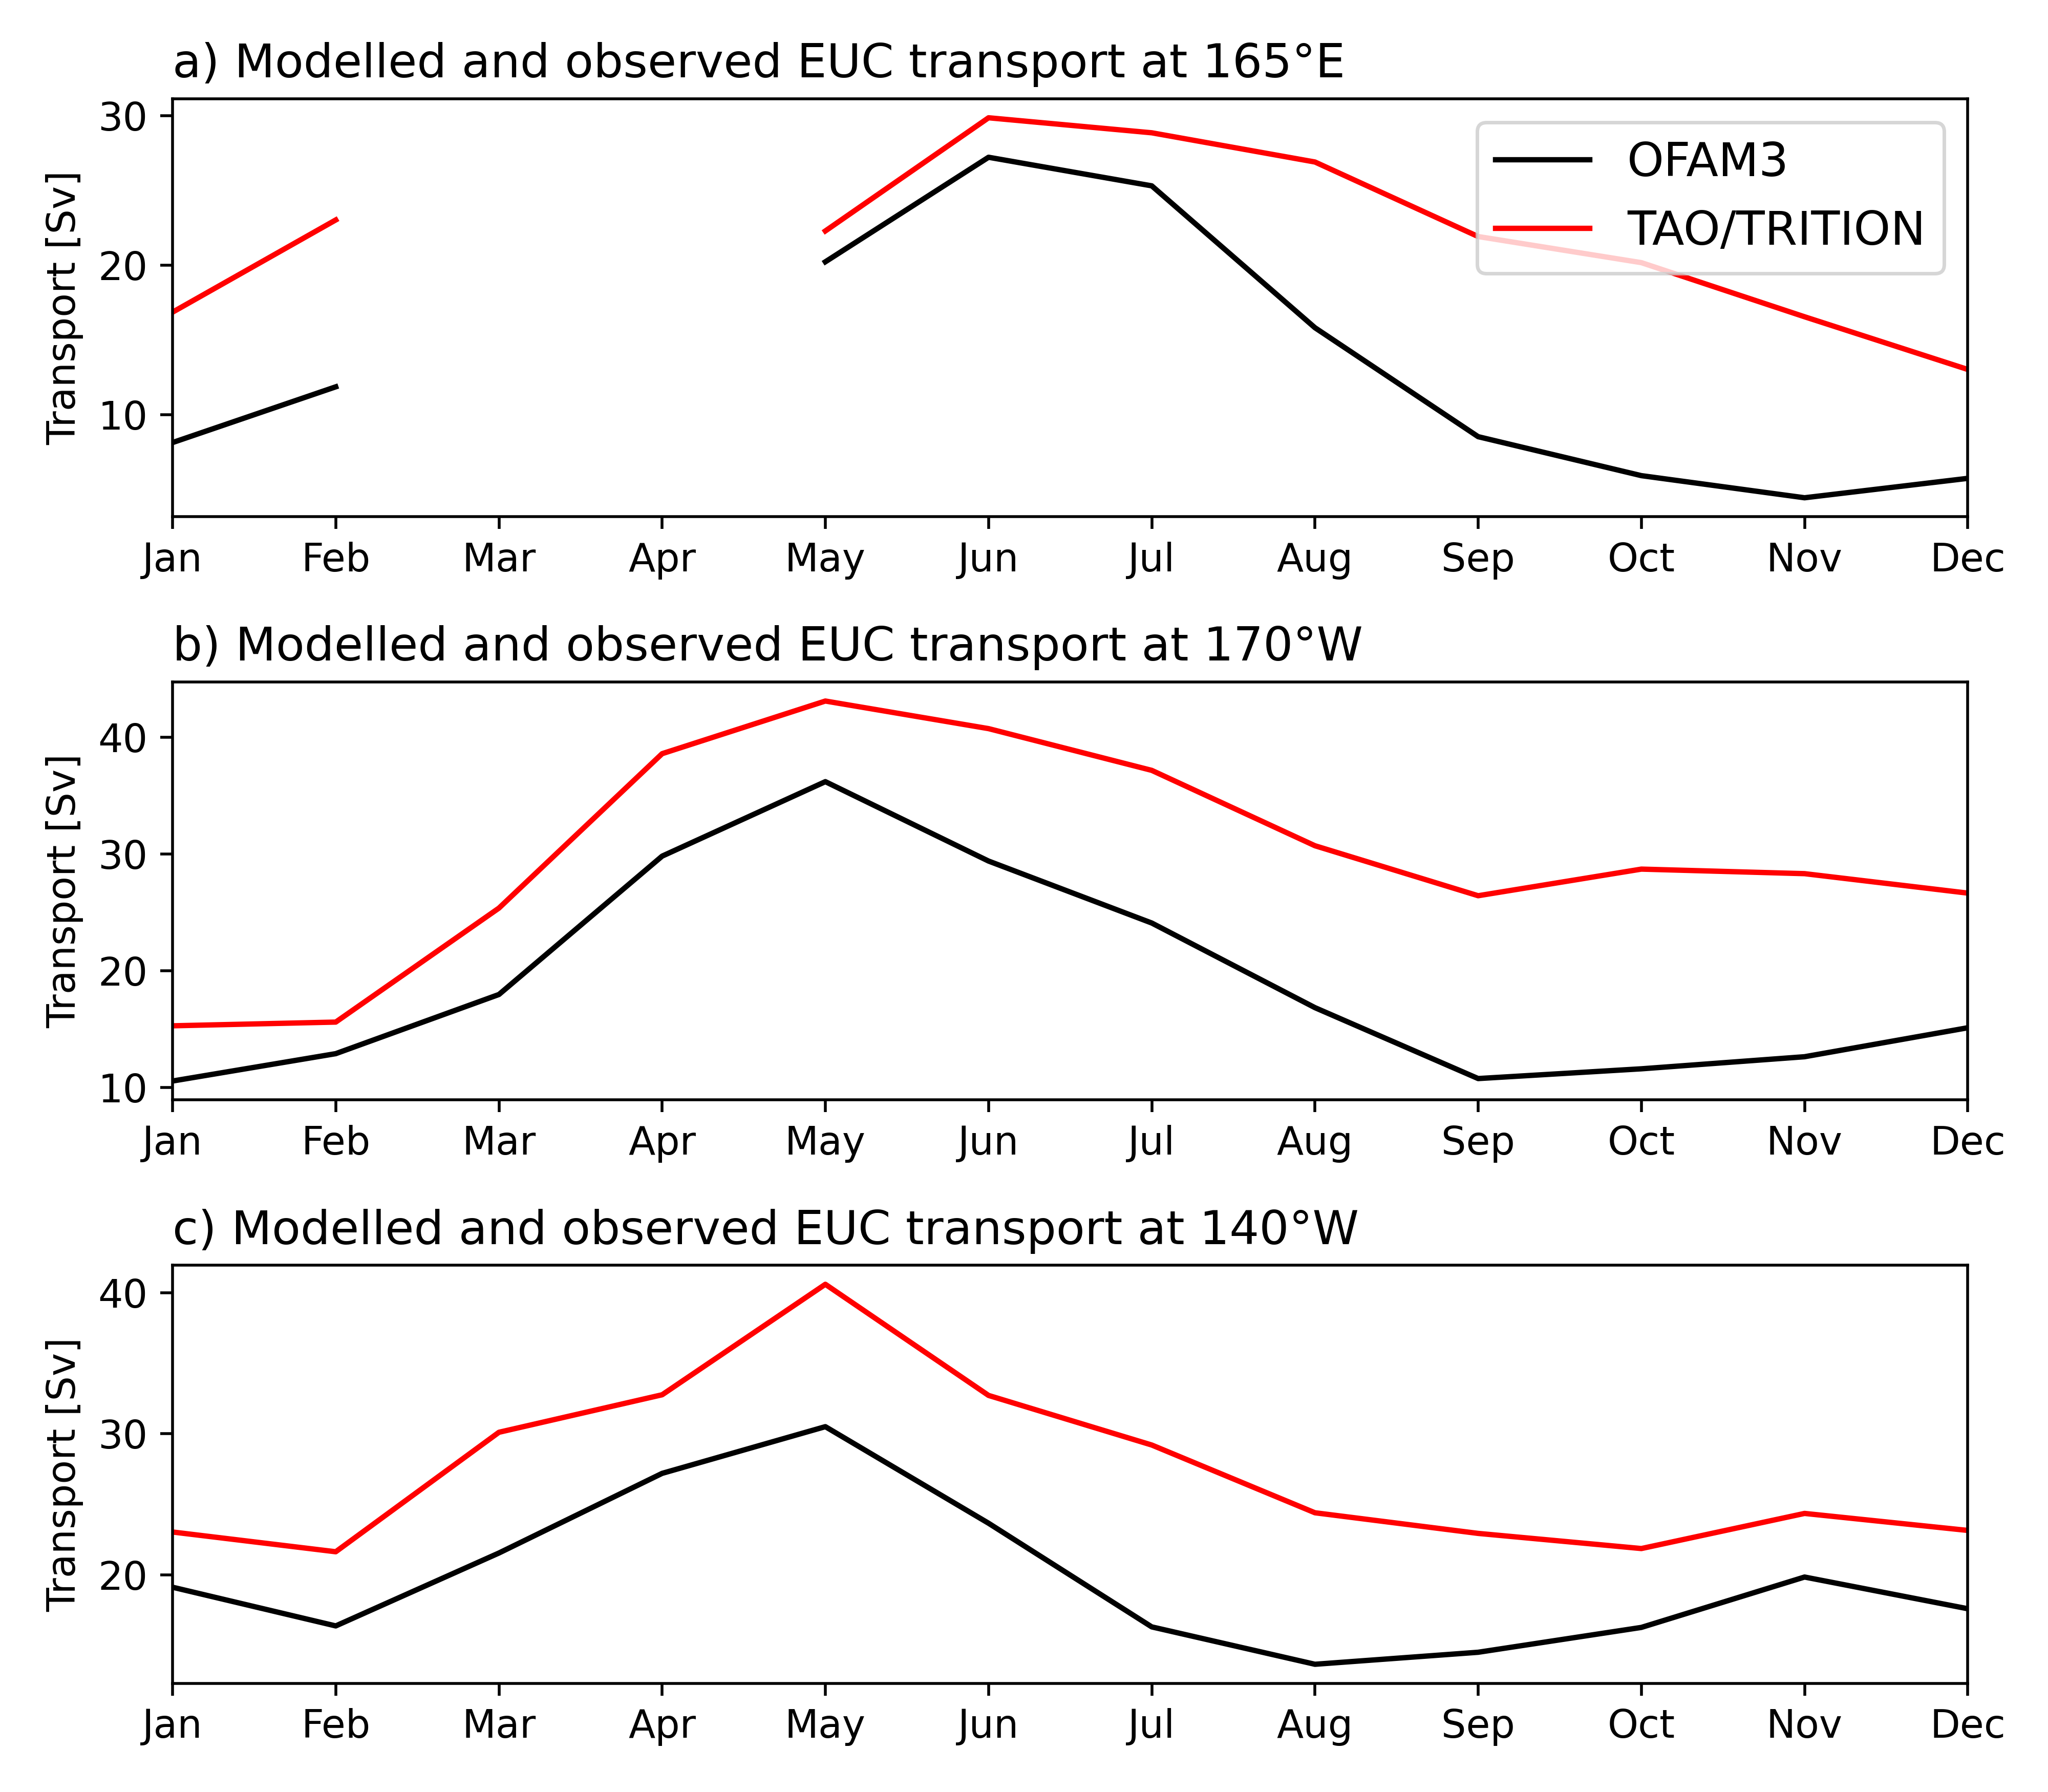 a) Modelled and observed EUC transport at 165°E
Transport [Sv]
30
20
10
OFAM3
TAO/TRITION
Jan Feb Mar Apr May Jun Jul Aug Sep Oct Nov Dec
b) Modelled and observed EUC transport at 170°W
Transport [Sv]
40
30
20
10
Jan Feb Mar Apr May Jun Jul Aug Sep Oct Nov Dec
c) Modelled and observed EUC transport at 140°W
Transport [Sv]
40
30
20
Jan Feb Mar Apr May Jun Jul Aug Sep Oct Nov Dec